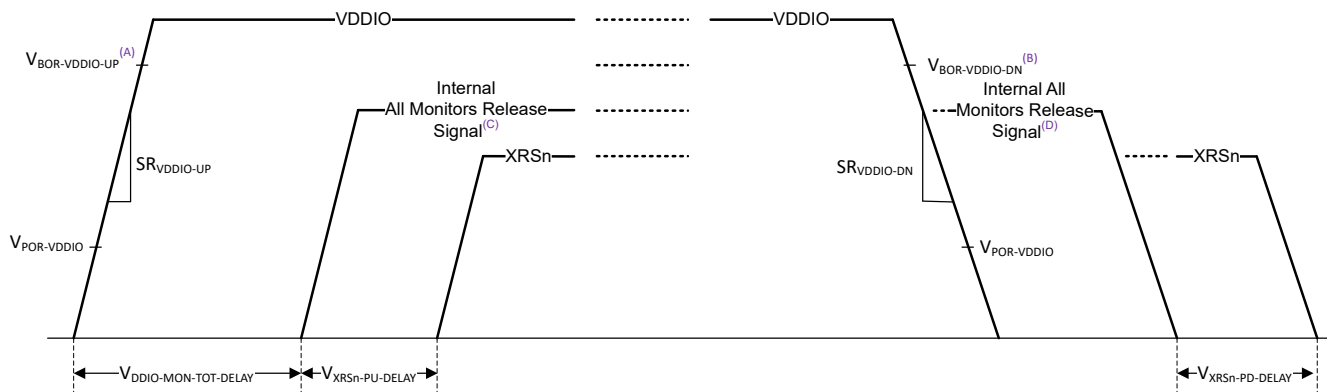 VDDIO
VDDIO
VBOR-VDDIO-UP(A)
VBOR-VDDIO-DN(B)
Internal
All Monitors Release
Signal(C)
Internal All
Monitors Release
Signal(D)
XRSn
XRSn
SRVDDIO-UP
SRVDDIO-DN
VPOR-VDDIO
VPOR-VDDIO
VDDIO-MON-TOT-DELAY
VXRSn-PU-DELAY
VXRSn-PD-DELAY